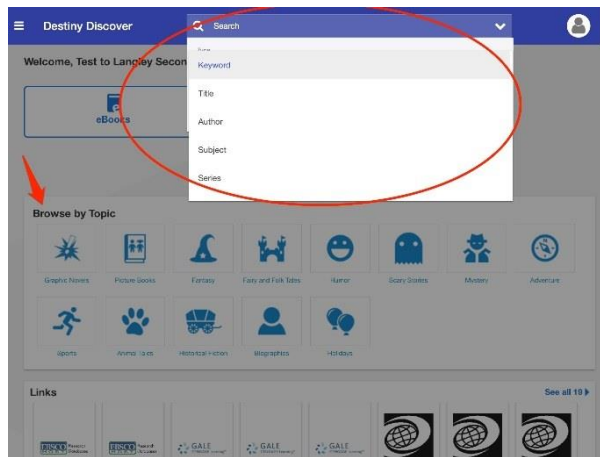 Destiny Discover
Search
Welcome, Test to Langley Secon
Keyword
Title
Author
Subject
Series
eBooks
Browse by Topic
Graphic Novels Picture Books Fantasy Fairy and Folk Tales Humor Scary Stories Mystery Adventure
Sports Animal Tales Historical Fiction Biographies Holidays
Links See all 19
EBSCO EBSCO GALE GALE GALE